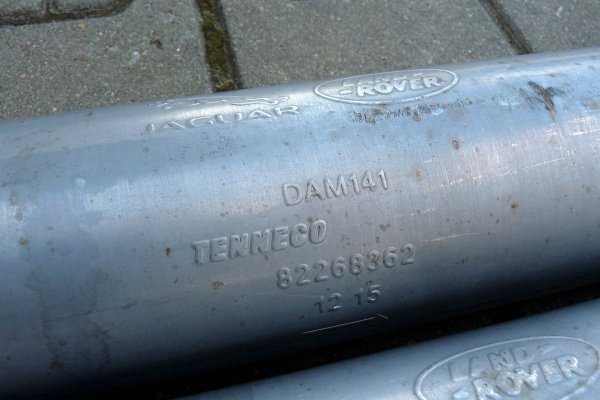 LAND
ROVER
JAGUAR
DAM141
TENNECO
82268362
12 15
LAND
ROVER